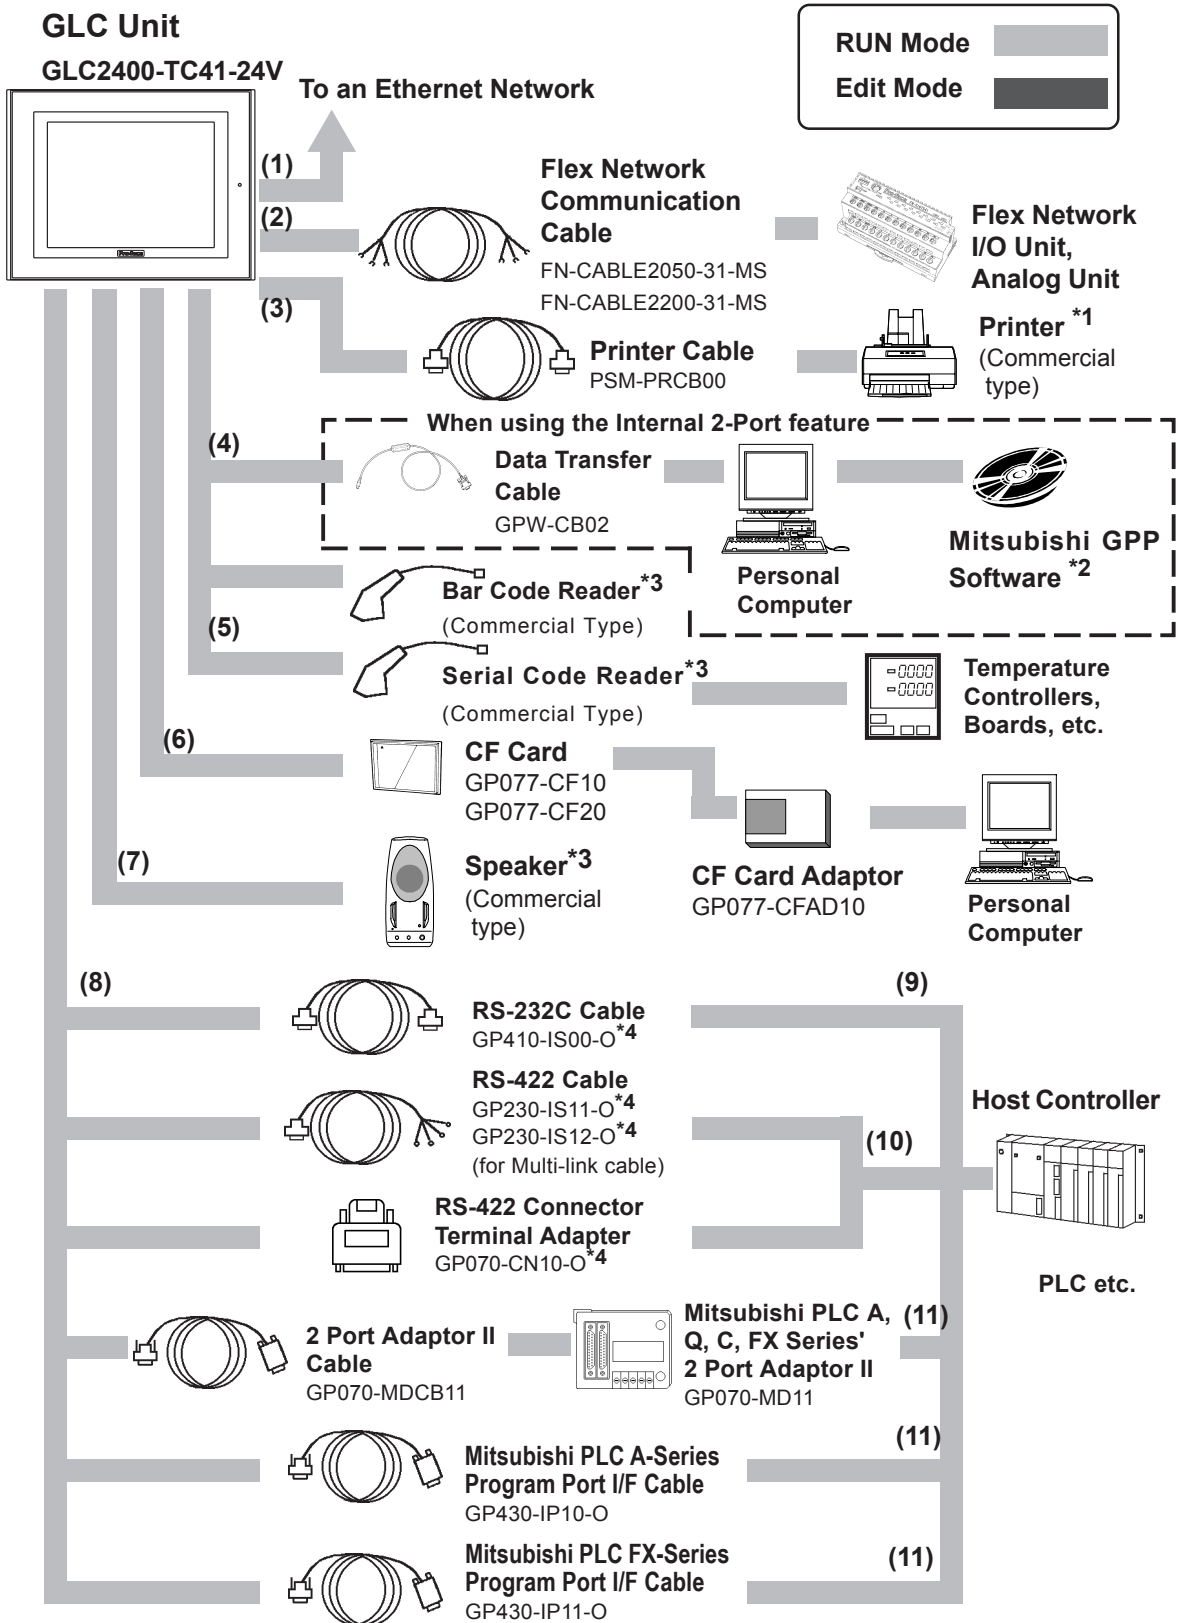 GLC Unit
GLC2400-TC41-24V
RUN Mode
Edit Mode
To an Ethernet Network
(1)
(2)
(3)
Flex Network
Communication
Cable
FN-CABLE2050-31-MS
FN-CABLE2200-31-MS
Flex Network
I/O Unit,
Analog Unit
Printer Cable
PSM-PRCB00
Printer *1
(Commercial
type)
When using the Internal 2-Port feature
(4)
Data Transfer
Cable
GPW-CB02
Personal
Computer
Mitsubishi GPP
Software *2
Bar Code Reader*3
(Commercial Type)
(5)
Serial Code Reader*3
(Commercial Type)
Temperature
Controllers,
Boards, etc.
(6)
CF Card
GP077-CF10
GP077-CF20
CF Card Adaptor
GP077-CFAD10
Personal
Computer
(7)
Speaker*3
(Commercial
type)
(8)
RS-232C Cable
GP410-IS00-O*4
(9)
RS-422 Cable
GP230-IS11-O*4
GP230-IS12-O*4
(for Multi-link cable)
(10)
Host Controller
RS-422 Connector
Terminal Adapter
GP070-CN10-O*4
PLC etc.
2 Port Adaptor II
Cable
GP070-MDCB11
Mitsubishi PLC A,
Q, C, FX Series'
2 Port Adaptor II
GP070-MD11
(11)
Mitsubishi PLC A-Series
Program Port I/F Cable
GP430-IP10-O
(11)
Mitsubishi PLC FX-Series
Program Port I/F Cable
GP430-IP11-O
(11)